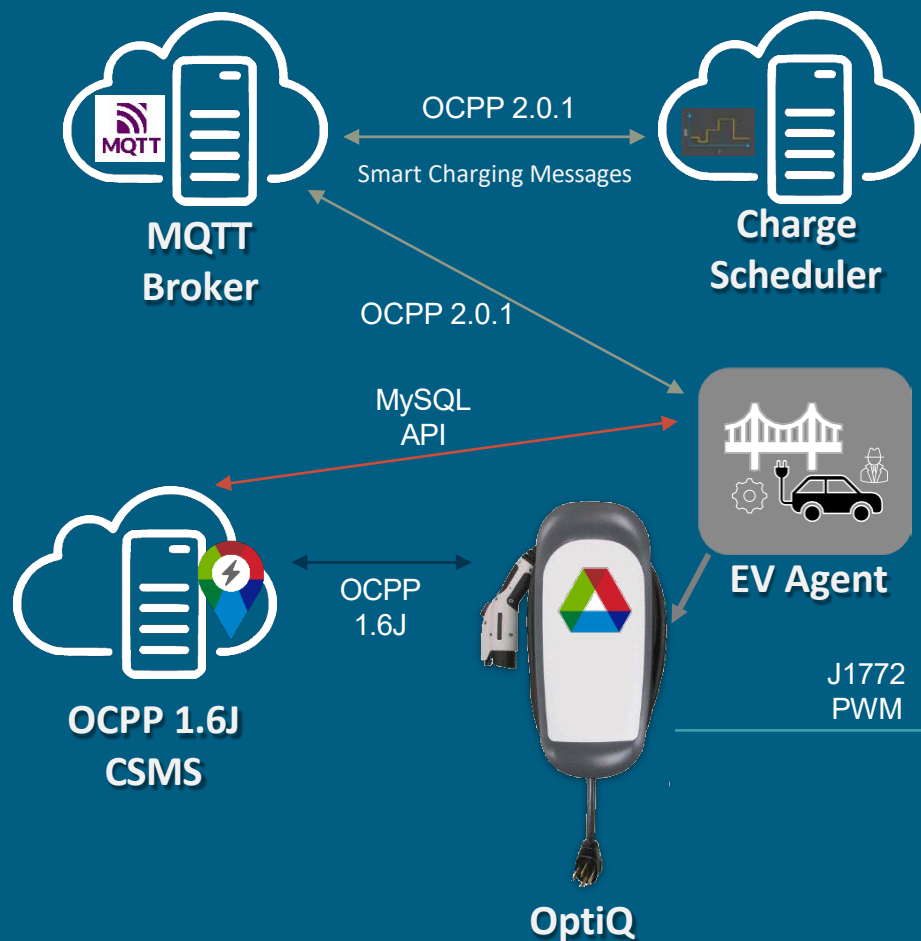 MQTT
OCPP 2.0.1
Smart Charging Messages
MQTT
Broker
Charge
Scheduler
OCPP 2.0.1
MySQL
API
EV Agent
OCPP
1.6J
J1772
PWM
OCPP 1.6J
CSMS
OptiQ